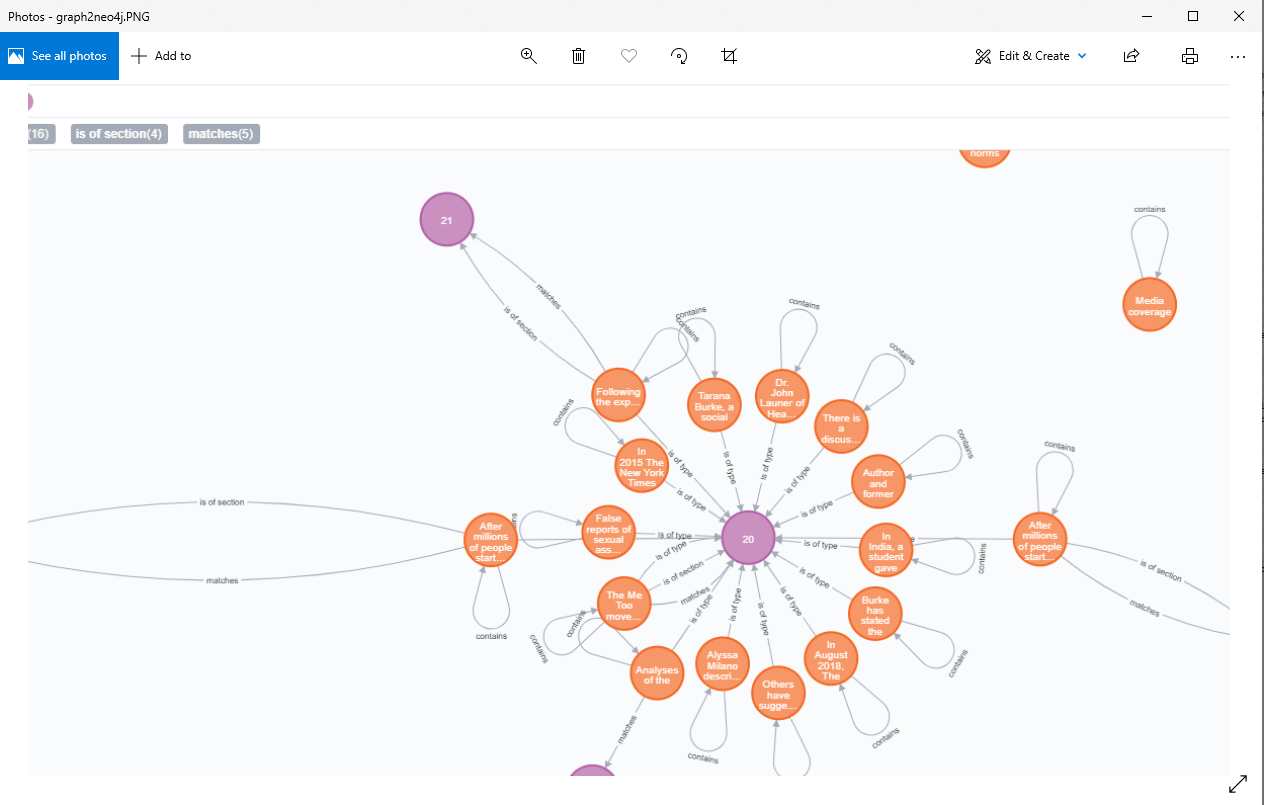 Photos - graph2neo4j.PNG
See all photos
Add to
Edit & Create
(16)
is of section(4)
matches(5)
norms
21
contains
Media
coverage
matches
is of section
contains
contains
contains
contains
Following
the exp...
Tarana
Burke, a
social
Dr.
John
Launer of
Hea...
There is
a
discus...
contains
In
2015 The
New York
Times
is of type
is of type
is of type
is of type
is of type
Author
and
former
contains
is of type
contains
is of section
After
millions
of people
start...
False
reports of
sexual
ass...
is of type
20
is of type
In
India, a
student
gave
contains
After
millions
of people
start...
matches
is of type
is of section
matches
is of type
The Me
Too
move...
is of type
Burke
has
stated
the
is of section
matches
contains
contains
contains
is of type
is of type
is of type
Analyses
of the
Alyssa
Milano
descri...
Others
have
sugge...
In
August
2018,
The
contains
contains
matches
contains